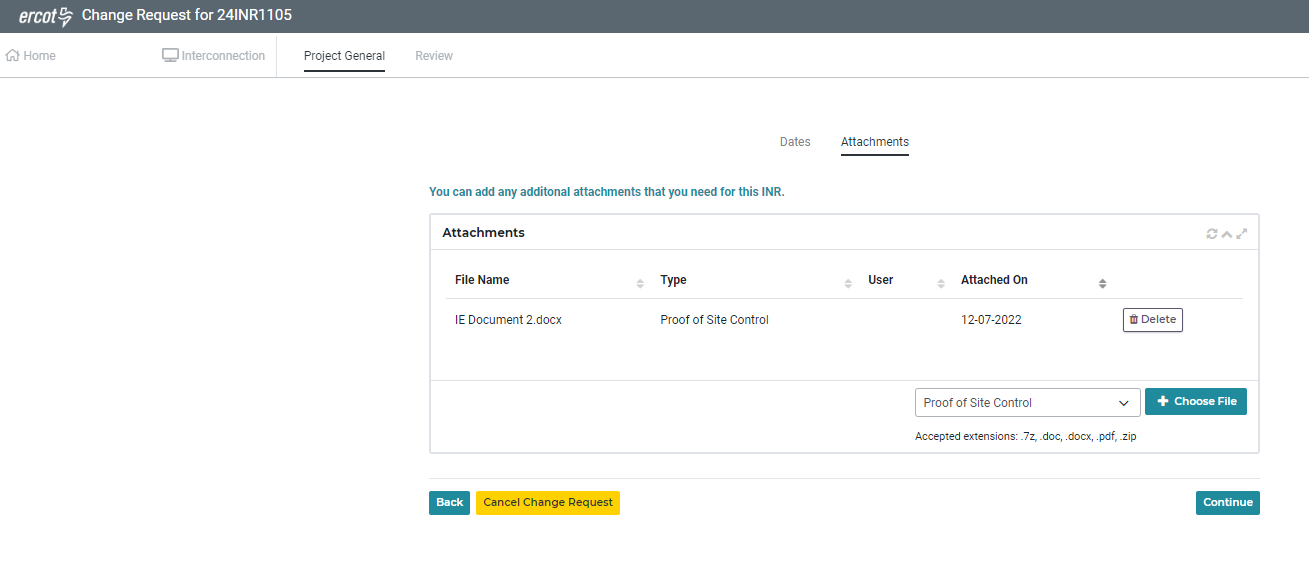 ercot Change Request for 24INR1105
Home Interconnection Project General Review
Dates Attachments
You can add any additonal attachments that you need for this INR.
Attachments
File Name Type User Attached On
IE Document 2.docx Proof of Site Control 12-07-2022 Delete
Proof of Site Control Choose File
Accepted extensions: .7z, .doc, .docx, .pdf, .zip
Back Cancel Change Request Continue